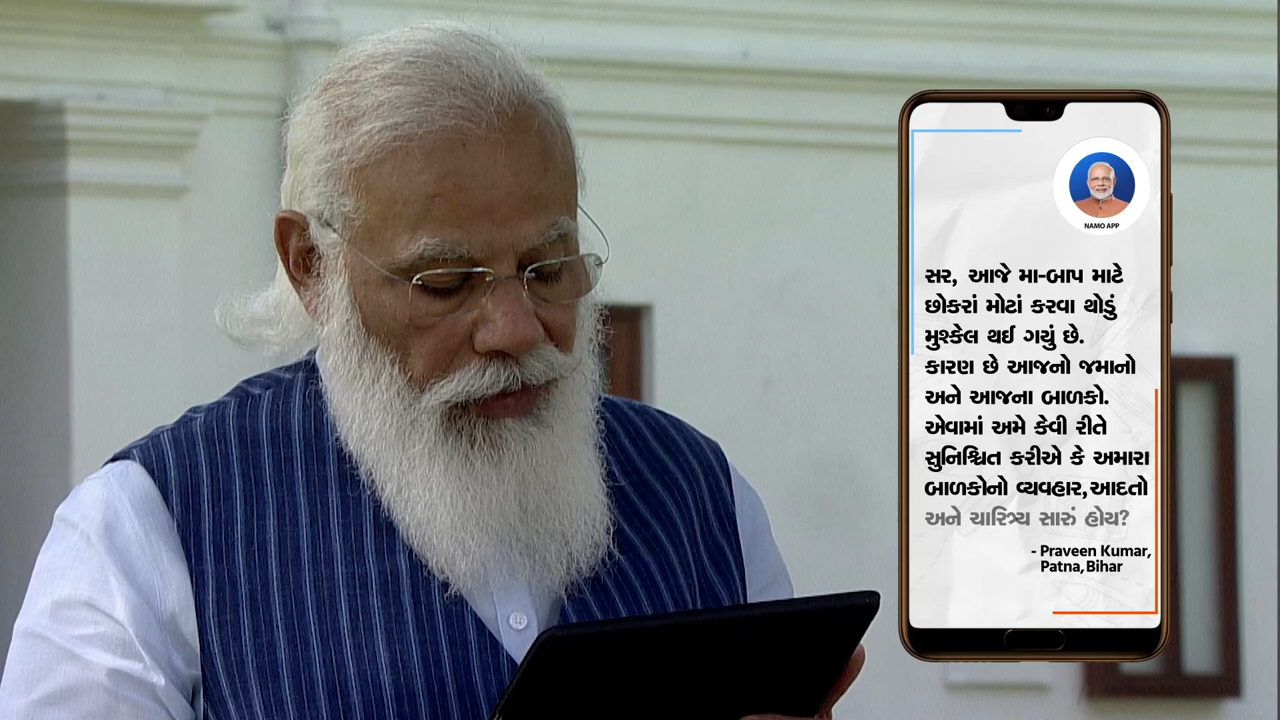 NAMO APP
સર, આજે મા-બાપ માટે
છોકરાં મોટાં કરવા થોડું
મુશ્કેલ થઈ ગયું છે.
કારણ છે આજનો જમાનો
અને આજના બાળકો.
એવામાં અમે કેવી રીતે
સુનિશ્ચિત કરીએ કે અમારા
બાળકોનો વ્યવહાર,આદતો
અને ચારિત્ર્ય સારું હોય?
- Praveen Kumar,
Patna, Bihar